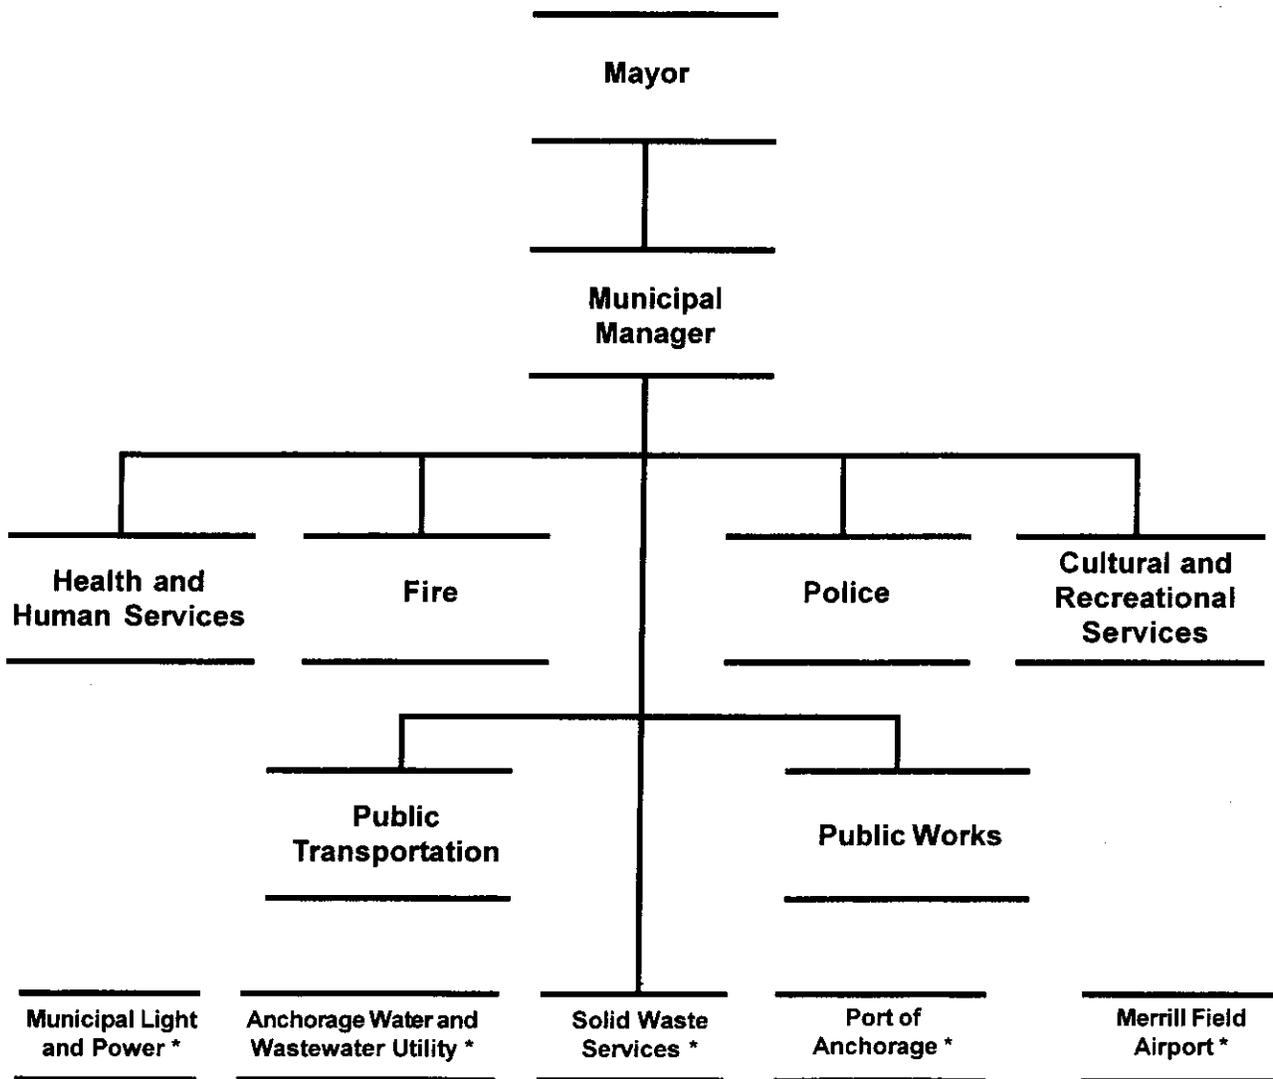 Mayor
Municipal
Manager
Health and
Human Services
Fire
Police
Cultural and
Recreational
Services
Public
Transportation
Public Works
Municipal Light
and Power *
Anchorage Water and
Wastewater Utility *
Solid Waste
Services *
Port of
Anchorage *
Merrill Field
Airport *